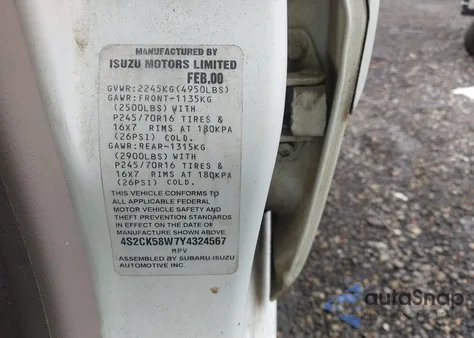 MANUFACTURED BY
ISUZU MOTORS LIMITED
FEB.00
GVWR:2245KG(4950LBS)
GAWR:FRONT-1135KG
(2500LBS) WITH
P245/70R16 TIRES &
16x7 RIMS AT 180KPA
(26PSI) COLD.
GAWR:REAR-1315KG
(2900LBS) WITH
P245/70R16 TIRES &
16x7 RIMS AT 180KPA
(26PSI) COLD.
THIS VEHICLE CONFORMS TO
ALL APPLICABLE FEDERAL
MOTOR VEHICLE SAFETY AND
THEFT PREVENTION STANDARDS
IN EFFECT ON THE DATE OF
MANUFACTURE SHOWN ABOVE.
4S2CK58W7Y4324567
MPV
ASSEMBLED BY SUBARU-ISUZU
AUTOMOTIVE INC.
autoSnap